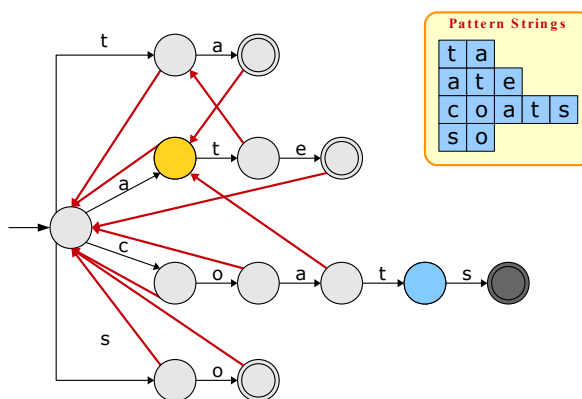 Pattern Strings
t a
a t e
c o a t s
s o
t a
a t e
c o a t s
s o